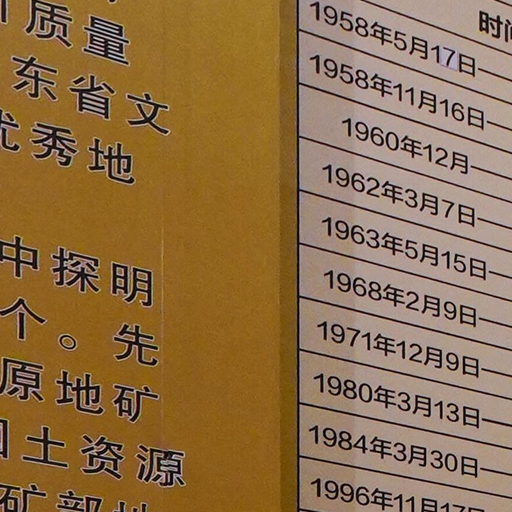 质量
东省文
优秀地
中探明
个。先
原地矿
土资源
矿部地
时间
1958年5月17日—
1958年11月16日—
1960年12月—
1962年3月7日—
1963年5月15日—
1968年2月9日—
1971年12月9日—
1980年3月13日—
1984年3月30日—
1996年11月17日—